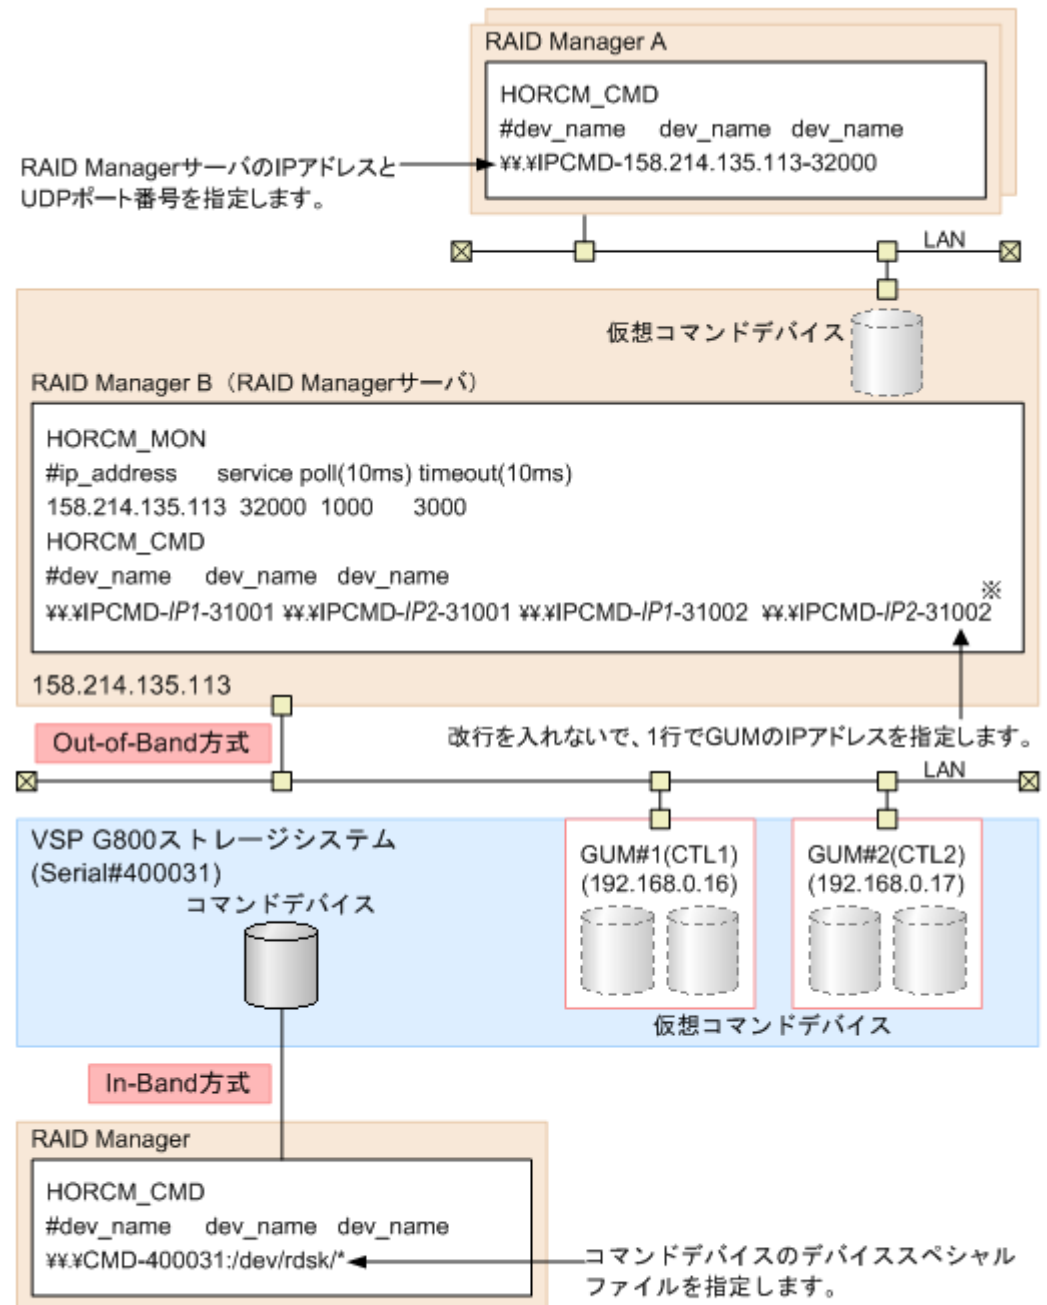 RAID Manager A
HORCM_CMD
#dev_name dev_name dev_name
¥¥.¥IPCMD-158.214.135.113-32000
RAID ManagerサーバのIPアドレスと
UDPポート番号を指定します。
LAN
仮想コマンドデバイス
RAID Manager B（RAID Managerサーバ）
HORCM_MON
#ip_address service poll(10ms) timeout(10ms)
158.214.135.113 32000 1000 3000
HORCM_CMD
#dev_name dev_name dev_name
¥¥.¥IPCMD-IP1-31001 ¥¥.¥IPCMD-IP2-31001 ¥¥.¥IPCMD-IP1-31002 ¥¥.¥IPCMD-IP2-31002※
158.214.135.113
Out-of-Band方式
改行を入れないで、1行でGUMのIPアドレスを指定します。
LAN
VSP G800ストレージシステム
(Serial#400031)
コマンドデバイス
GUM#1(CTL1)
(192.168.0.16)
GUM#2(CTL2)
(192.168.0.17)
仮想コマンドデバイス
In-Band方式
RAID Manager
HORCM_CMD
#dev_name dev_name dev_name
¥¥.¥CMD-400031:/dev/rdsk/*
コマンドデバイスのデバイススペシャル
ファイルを指定します。